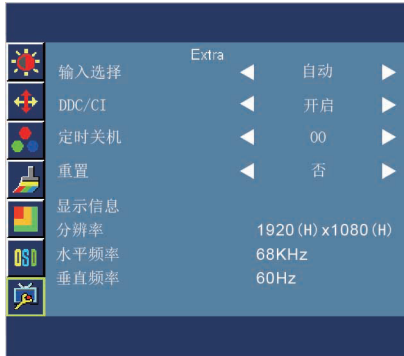 Extra
输入选择 自动
DDC/CI 开启
定时关机 00
重置 否
显示信息
分辨率 1920(H)x1080(H)
水平频率 68KHz
OSD
垂直频率 60Hz